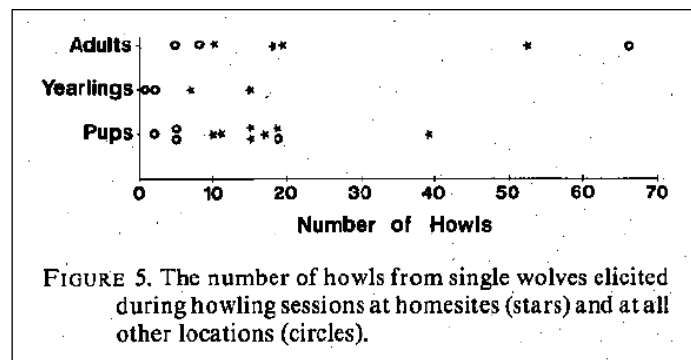 Adults
Yearlings
Pups
0 10 20 30 40 50 60 70
Number of Howls
FIGURE 5. The number of howls from single wolves elicited
during howling sessions at homesites (stars) and at all
other locations (circles).